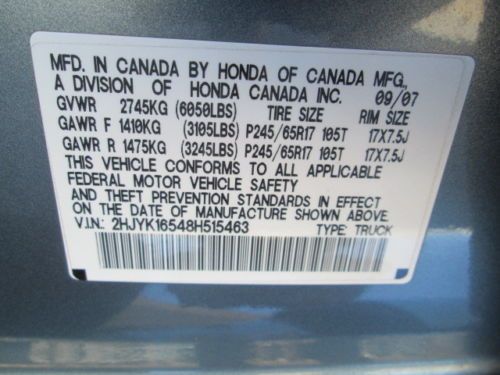 MFD. IN CANADA BY HONDA OF CANADA MFG.,
A DIVISION OF HONDA CANADA INC. 09/07
GVWR 2745KG (6050LBS) TIRE SIZE RIM SIZE
GAWR F 1410KG (3105LBS) P245/65R17 105T 17X7.5J
GAWR R 1475KG (3245LBS) P245/65R17 105T 17X7.5J
THIS VEHICLE CONFORMS TO ALL APPLICABLE
FEDERAL MOTOR VEHICLE SAFETY
AND THEFT PREVENTION STANDARDS IN EFFECT
ON THE DATE OF MANUFACTURE SHOWN ABOVE.
V.I.N.: 2HJYK16548H515463 TYPE: TRUCK